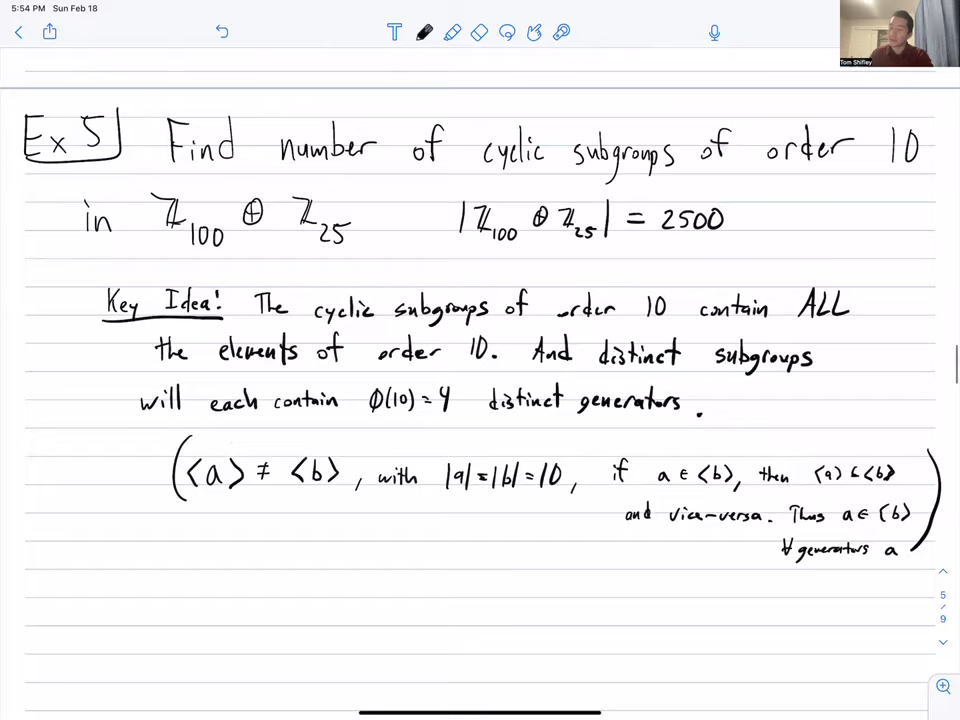 5:54 PM Sun Feb 18
Tom Shifley
Ex 5 Find number of cyclic subgroups of order 10
in ℤ₁₀₀ ⊕ ℤ₂₅ |ℤ₁₀₀ ⊕ ℤ₂₅| = 2500
Key Idea! The cyclic subgroups of order 10 contain ALL
the elements of order 10. And distinct subgroups
will each contain ϕ(10) = 4 distinct generators.
(⟨a⟩ ≠ ⟨b⟩, with |a| = |b| = 10, if a ∈ ⟨b⟩, then ⟨a⟩ ⊆ ⟨b⟩
and vice-versa. Thus a ∈ ⟨b⟩
∀ generators a)
5
/
9